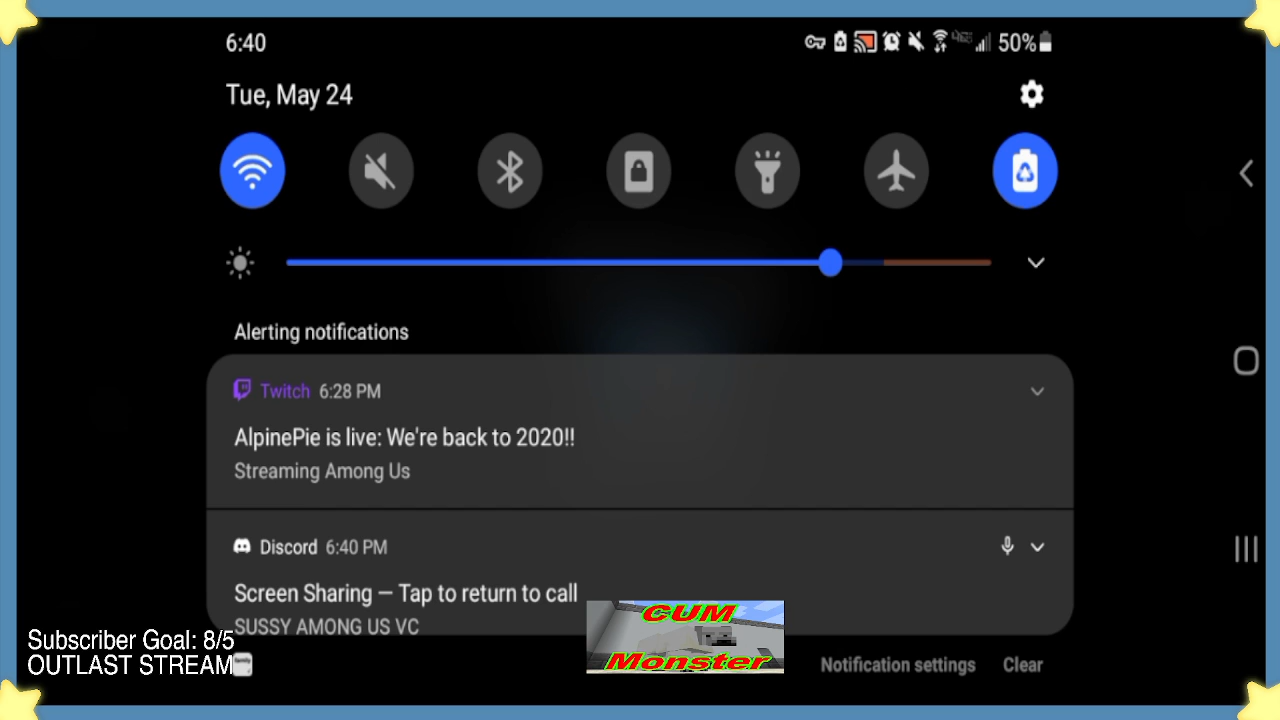 6:40
50%
Tue, May 24
Alerting notifications
Twitch 6:28 PM
AlpinePie is live: We're back to 2020!!
Streaming Among Us
Discord 6:40 PM
Screen Sharing – Tap to return to call
SUSSY AMONG US VC
CUM
Monster
Subscriber Goal: 8/5
OUTLAST STREAM
Notification settings
Clear